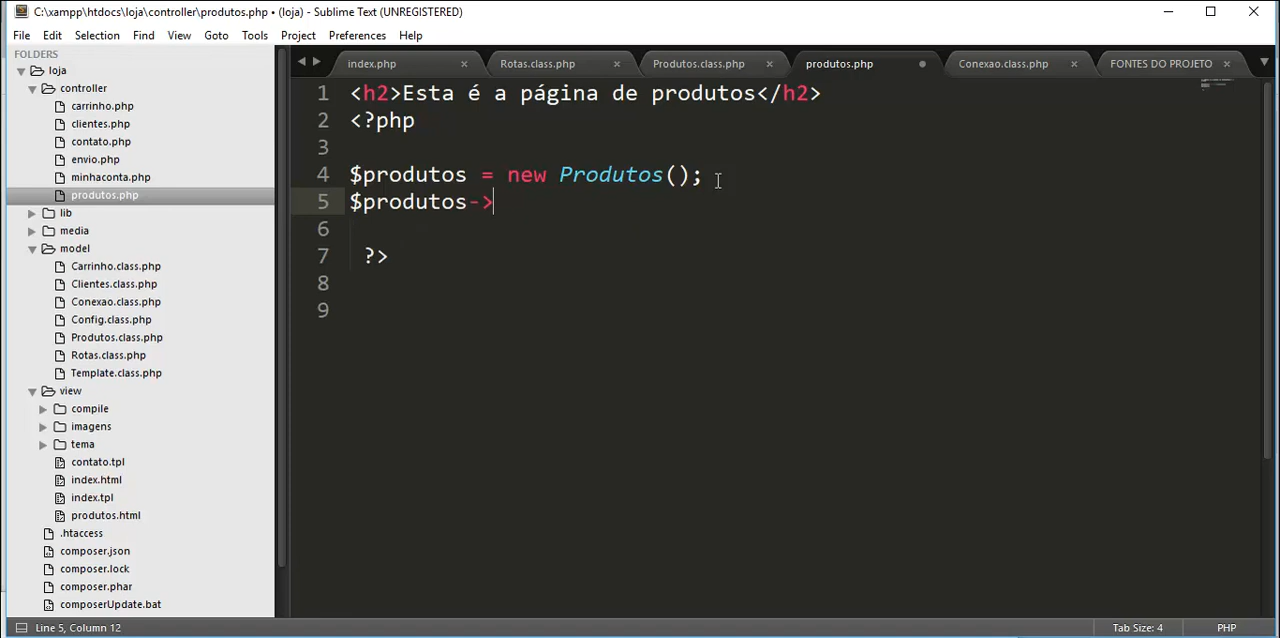 C:\xampp\htdocs\loja\controller\produtos.php • (loja) - Sublime Text (UNREGISTERED)
File Edit Selection Find View Goto Tools Project Preferences Help
FOLDERS
loja
controller
carrinho.php
clientes.php
contato.php
envio.php
minhaconta.php
produtos.php
lib
media
model
Carrinho.class.php
Clientes.class.php
Conexao.class.php
Config.class.php
Produtos.class.php
Rotas.class.php
Template.class.php
view
compile
imagens
tema
contato.tpl
index.html
index.tpl
produtos.html
.htaccess
composer.json
composer.lock
composer.phar
composerUpdate.bat
index.php Rotas.class.php Produtos.class.php produtos.php Conexao.class.php FONTES DO PROJETO
1 <h2>Esta é a página de produtos</h2>
2 <?php
3
4 $produtos = new Produtos();
5 $produtos->
6
7 ?>
8
9
Line 5, Column 12 Tab Size: 4 PHP